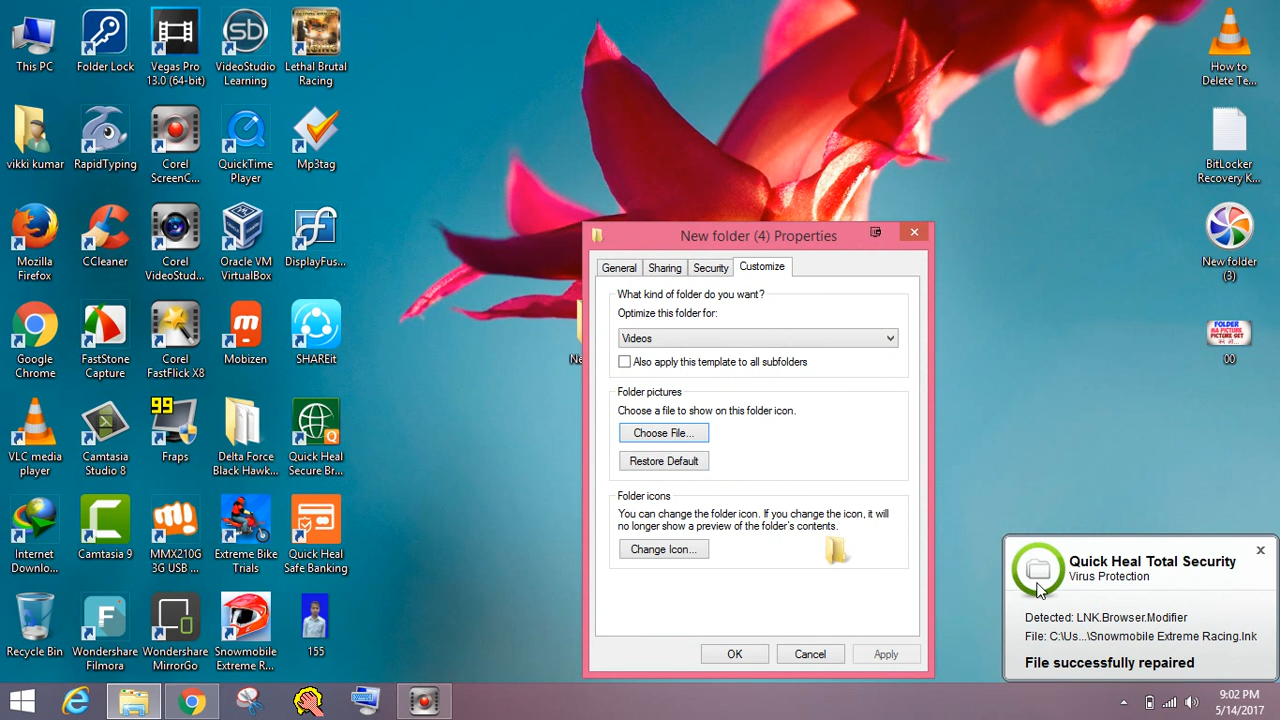 This PC
Folder Lock
Vegas Pro
13.0 (64-bit)
VideoStudio
Learning
Lethal Brutal
Racing
vikki kumar
RapidTyping
Corel
ScreenC...
QuickTime
Player
Mp3tag
Mozilla
Firefox
CCleaner
Corel
VideoStud...
Oracle VM
VirtualBox
DisplayFus...
Google
Chrome
FastStone
Capture
Corel
FastFlick X8
Mobizen
SHAREit
99
VLC media
player
Camtasia
Studio 8
Fraps
Delta Force
Black Hawk...
Quick Heal
Secure Br...
Internet
Downlo...
Camtasia 9
MMX210G
3G USB ...
Extreme Bike
Trials
Quick Heal
Safe Banking
Recycle Bin
Wondershare
Filmora
Wondershare
MirrorGo
Snowmobile
Extreme R...
155
How to
Delete Te...
BitLocker
Recovery K...
New folder
(3)
FOLDER
PICTURE SET
00
New folder (4) Properties
General
Sharing
Security
Customize
What kind of folder do you want?
Optimize this folder for:
Videos
Also apply this template to all subfolders
Folder pictures
Choose a file to show on this folder icon.
Choose File...
Restore Default
Folder icons
You can change the folder icon. If you change the icon, it will
no longer show a preview of the folder's contents.
Change Icon...
OK
Cancel
Apply
Quick Heal Total Security
Virus Protection
Detected: LNK.Browser.Modifier
File: C:\Us...\Snowmobile Extreme Racing.lnk
File successfully repaired
9:02 PM
5/14/2017